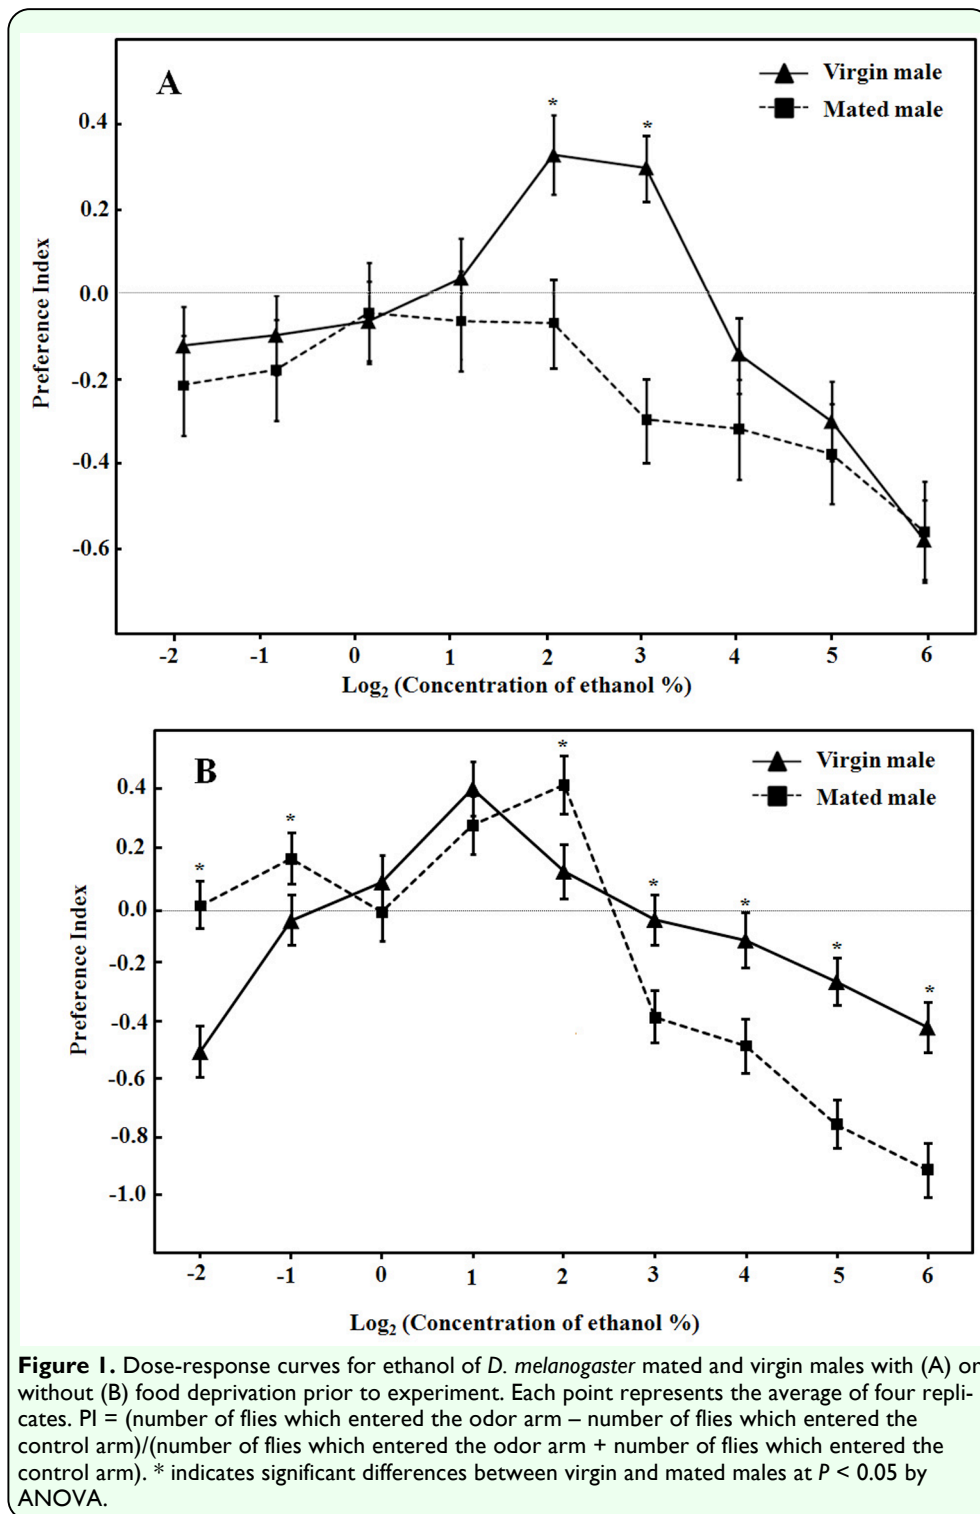 A
Virgin male
Mated male
*
*
0.4
0.2
0.0
-0.2
-0.4
-0.6
Preference Index
-2 -1 0 1 2 3 4 5 6
Log2 (Concentration of ethanol %)
B
Virgin male
Mated male
*
*
*
*
*
*
*
0.4
0.2
0.0
-0.2
-0.4
-0.6
-0.8
-1.0
Preference Index
-2 -1 0 1 2 3 4 5 6
Log2 (Concentration of ethanol %)
Figure 1. Dose-response curves for ethanol of D. melanogaster mated and virgin males with (A) or
without (B) food deprivation prior to experiment. Each point represents the average of four repli-
cates. PI = (number of flies which entered the odor arm – number of flies which entered the
control arm)/(number of flies which entered the odor arm + number of flies which entered the
control arm). * indicates significant differences between virgin and mated males at P < 0.05 by
ANOVA.